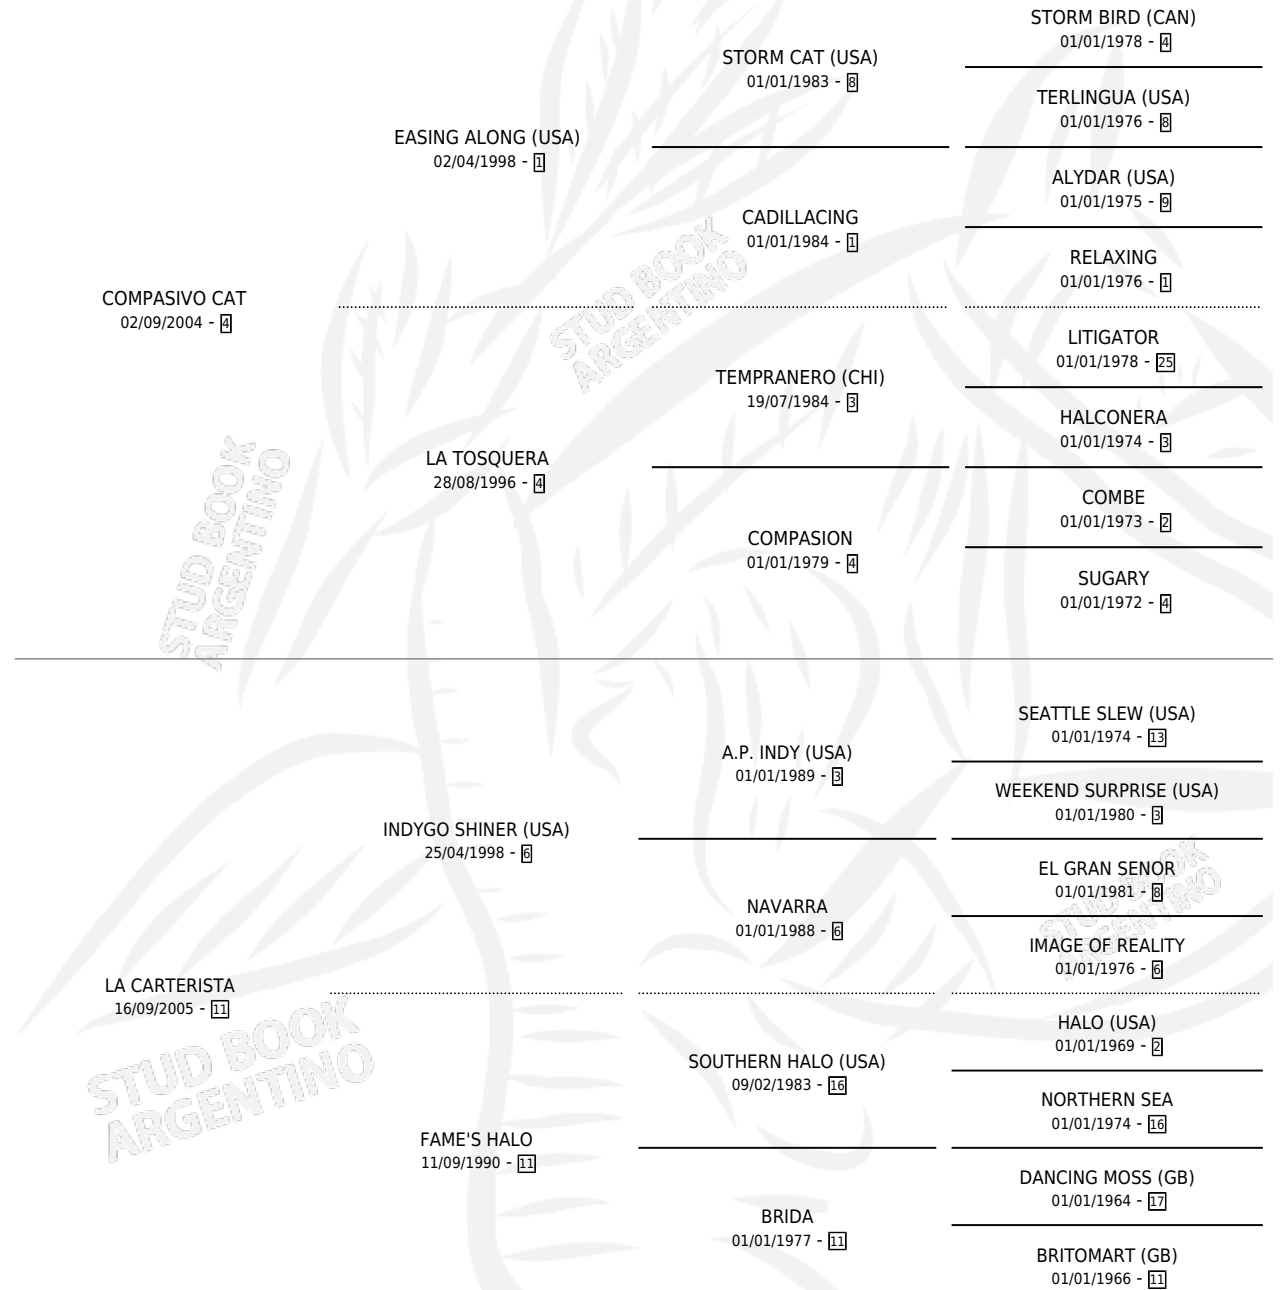 STORM BIRD (CAN)
01/01/1978 - 4
STORM CAT (USA)
01/01/1983 - 8
TERLINGUA (USA)
01/01/1976 - 8
EASING ALONG (USA)
02/04/1998 - 1
ALYDAR (USA)
01/01/1975 - 9
CADILLACING
01/01/1984 - 1
RELAXING
01/01/1976 - 1
COMPASIVO CAT
02/09/2004 - 4
STUD BOOK
ARGENTINO
LITIGATOR
01/01/1978 - 25
TEMPRANERO (CHI)
19/07/1984 - 3
HALCONERA
01/01/1974 - 3
LA TOSQUERA
28/08/1996 - 4
COMBE
01/01/1973 - 2
COMPASION
01/01/1979 - 4
SUGARY
01/01/1972 - 4
STUD BOOK
ARGENTINO
SEATTLE SLEW (USA)
01/01/1974 - 13
A.P. INDY (USA)
01/01/1989 - 3
WEEKEND SURPRISE (USA)
01/01/1980 - 3
INDYGO SHINER (USA)
25/04/1998 - 6
EL GRAN SENOR
01/01/1981 - 8
NAVARRA
01/01/1988 - 6
STUD BOOK
ARGENTINO
IMAGE OF REALITY
01/01/1976 - 6
LA CARTERISTA
16/09/2005 - 11
STUD BOOK
ARGENTINO
HALO (USA)
01/01/1969 - 2
SOUTHERN HALO (USA)
09/02/1983 - 16
NORTHERN SEA
01/01/1974 - 16
FAME'S HALO
11/09/1990 - 11
DANCING MOSS (GB)
01/01/1964 - 17
BRIDA
01/01/1977 - 11
BRITOMART (GB)
01/01/1966 - 11